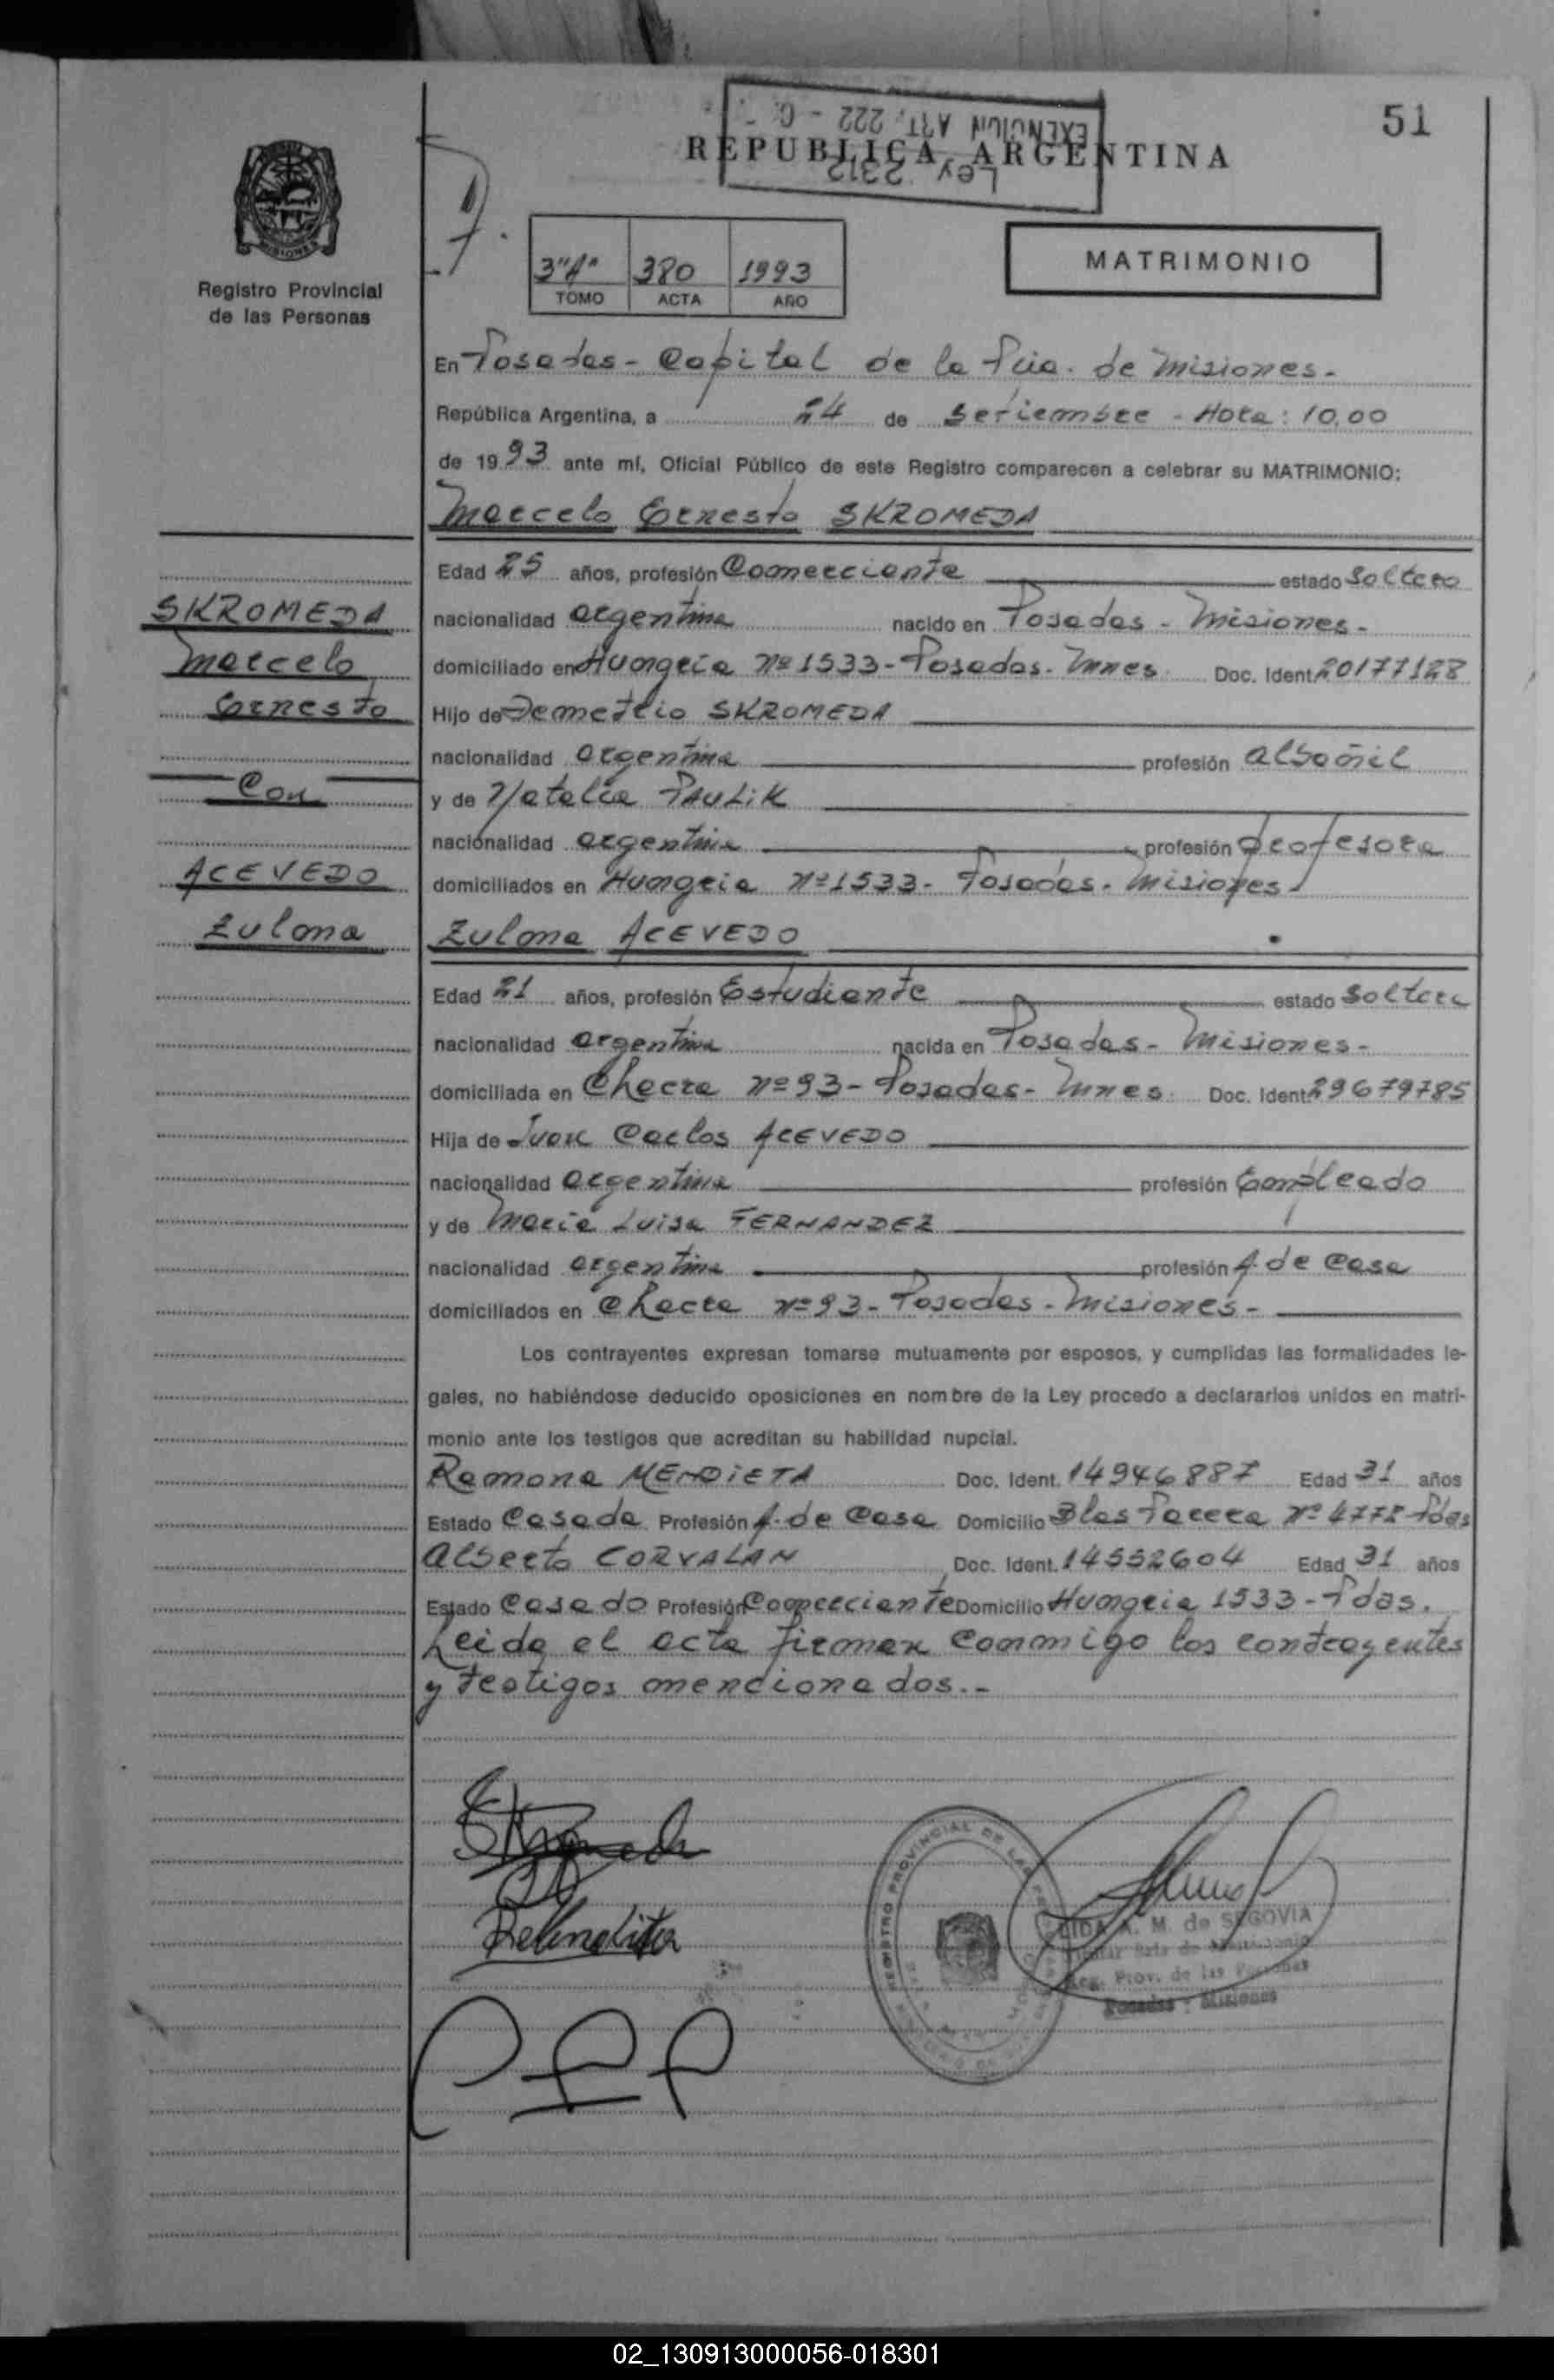 51
EXENCION ART. 222 - C
Ley 2312
REPUBLICA ARGENTINA
MISIONES
Registro Provincial
de las Personas
3"A" 380 1993
TOMO ACTA AÑO
MATRIMONIO
En Posadas - Capital de la Pcia. de Misiones.-
República Argentina, a 24 de Setiembre - Hora: 10,00
de 1993 ante mí, Oficial Público de este Registro comparecen a celebrar su MATRIMONIO:
Marcelo Ernesto SKROMEDA
Edad 25 años, profesión Comerciante estado Soltero
SKROMEDA
Marcelo
Ernesto
Con
ACEVEDO
Zulma
nacionalidad argentina nacido en Posadas - Misiones.-
domiciliado en Hungria Nº 1533 - Posadas - Mnes. Doc. Ident. 20177128
Hijo de Demetrio SKROMEDA
nacionalidad argentina profesión albañil
y de Natalia PAULIK
nacionalidad argentina profesión profesora
domiciliados en Hungria Nº 1533 - Posadas - Misiones
Zulma ACEVEDO
Edad 21 años, profesión Estudiante estado Soltera
nacionalidad argentina nacida en Posadas - Misiones.-
domiciliada en Chacra Nº 93 - Posadas - Mnes. Doc. Ident. 29679785
Hija de Juan Carlos ACEVEDO
nacionalidad argentina profesión Empleado
y de Maria Luisa FERNANDEZ
nacionalidad argentina profesión A. de Casa
domiciliados en Chacra Nº 93 - Posadas - Misiones -
Los contrayentes expresan tomarse mutuamente por esposos, y cumplidas las formalidades le-
gales, no habiéndose deducido oposiciones en nombre de la Ley procedo a declararlos unidos en matri-
monio ante los testigos que acreditan su habilidad nupcial.
Ramona MENDIETA Doc. Ident. 14946887 Edad 31 años
Estado Casada Profesión A. de Casa Domicilio Blas Parera Nº 4772 Pdas
Alberto CORVALAN Doc. Ident. 14552604 Edad 31 años
Estado Casado Profesión Comerciante Domicilio Hungria 1533 - Pdas.
Leida el acta firman conmigo los contrayentes
y testigos mencionados.-
REGISTRO PROVINCIAL DE LAS
A. M. de SEGOVIA
Reg. Prov. de las Personas
Posadas - Misiones
02_130913000056-018301